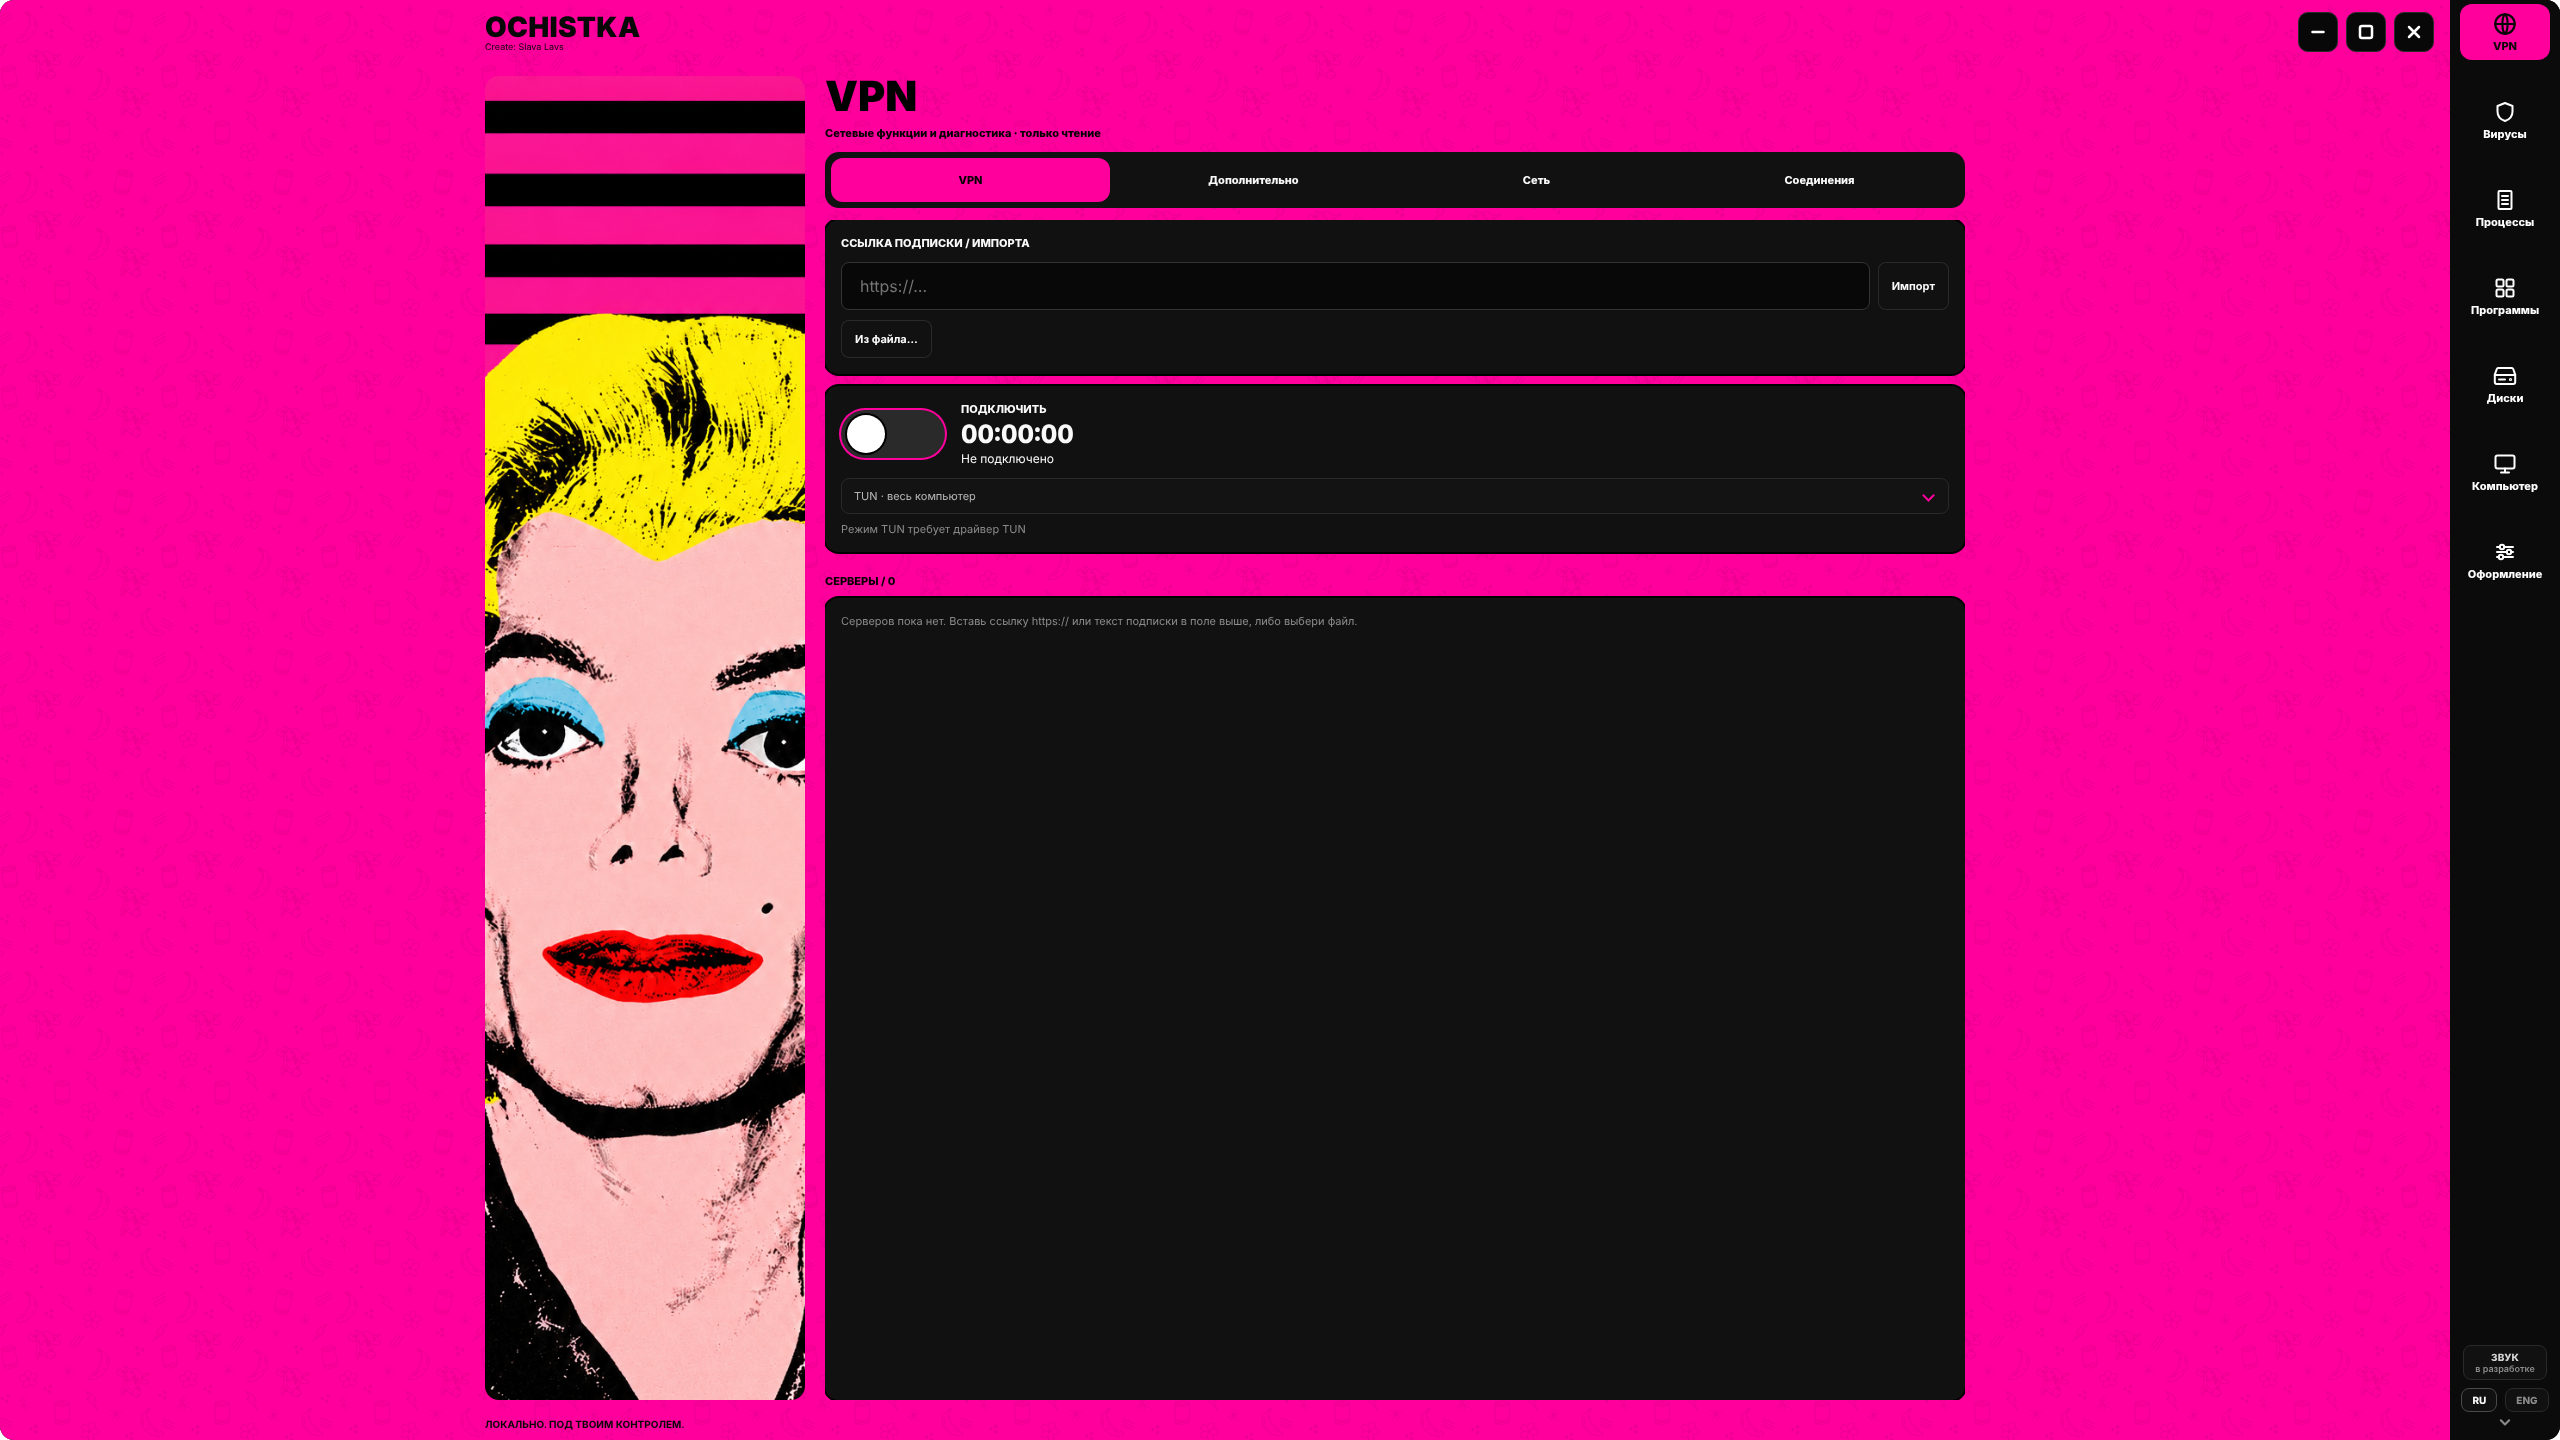 OCHISTKA
Create: Slava Lavs
VPN
Сетевые функции и диагностика · только чтение
VPN
Дополнительно
Сеть
Соединения
ССЫЛКА ПОДПИСКИ / ИМПОРТА
https://...
Импорт
Из файла...
ПОДКЛЮЧИТЬ
00:00:00
Не подключено
TUN · весь компьютер
Режим TUN требует драйвер TUN
СЕРВЕРЫ / 0
Серверов пока нет. Вставь ссылку https:// или текст подписки в поле выше, либо выбери файл.
ЛОКАЛЬНО. ПОД ТВОИМ КОНТРОЛЕМ.
VPN
Вирусы
Процессы
Программы
Диски
Компьютер
Оформление
ЗВУК
в разработке
RU
ENG